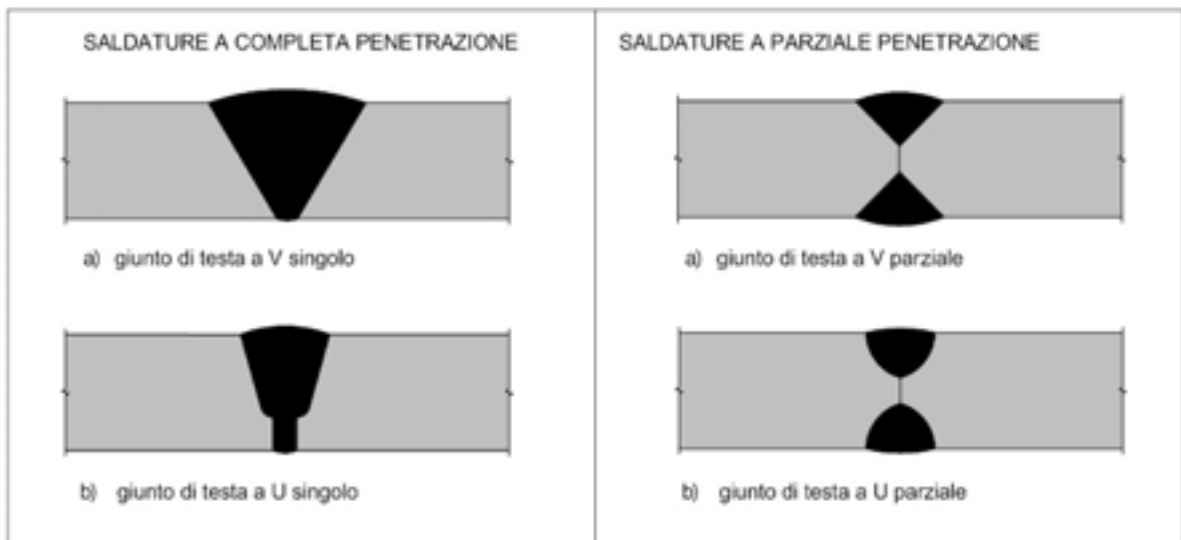 SALDATURE A COMPLETA PENETRAZIONE
a) giunto di testa a V singolo
b) giunto di testa a U singolo
SALDATURE A PARZIALE PENETRAZIONE
a) giunto di testa a V parziale
b) giunto di testa a U parziale